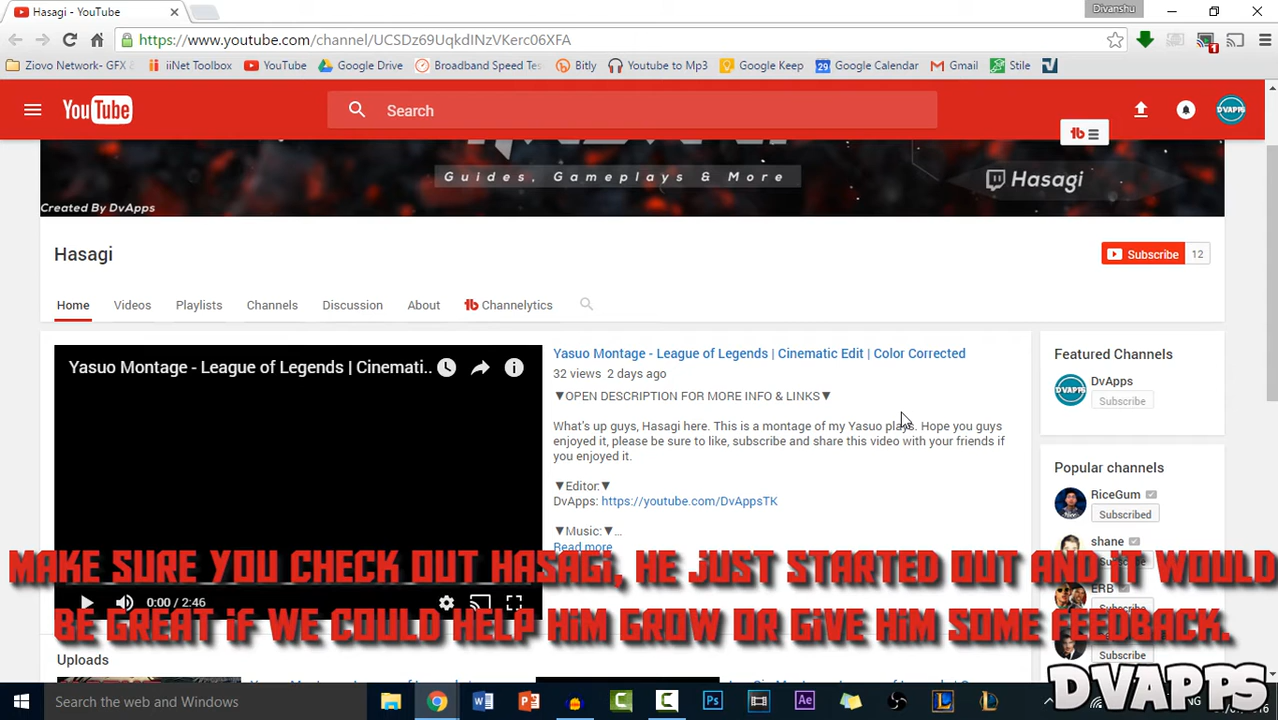 Hasagi - YouTube
Divanshu
https://www.youtube.com/channel/UCSDz69UqkdINzVKerc06XFA
Ziovo Network- GFX
iiNet Toolbox
YouTube
Google Drive
Broadband Speed Tes
Bitly
Youtube to Mp3
Google Keep
Google Calendar
Gmail
Stile
YouTube
Search
DVAPPS
Guides, Gameplays & More
Hasagi
Created By DvApps
Hasagi
Subscribe 12
Home Videos Playlists Channels Discussion About Channelytics
Yasuo Montage - League of Legends | Cinemati..
Yasuo Montage - League of Legends | Cinematic Edit | Color Corrected
32 views 2 days ago
▼OPEN DESCRIPTION FOR MORE INFO & LINKS▼
What's up guys, Hasagi here. This is a montage of my Yasuo plays. Hope you guys
enjoyed it, please be sure to like, subscribe and share this video with your friends if
you enjoyed it.
▼Editor:▼
DvApps: https://youtube.com/DvAppsTK
▼Music:▼...
Read more
0:00 / 2:46
Featured Channels
DvApps
Subscribe
Popular channels
RiceGum
Subscribed
shane
ERB
Subscribe
MAKE SURE YOU CHECK OUT HASAGI, HE JUST STARTED OUT AND IT WOULD
BE GREAT IF WE COULD HELP HIM GROW OR GIVE HIM SOME FEEDBACK.
Uploads
DVAPPS
Search the web and Windows